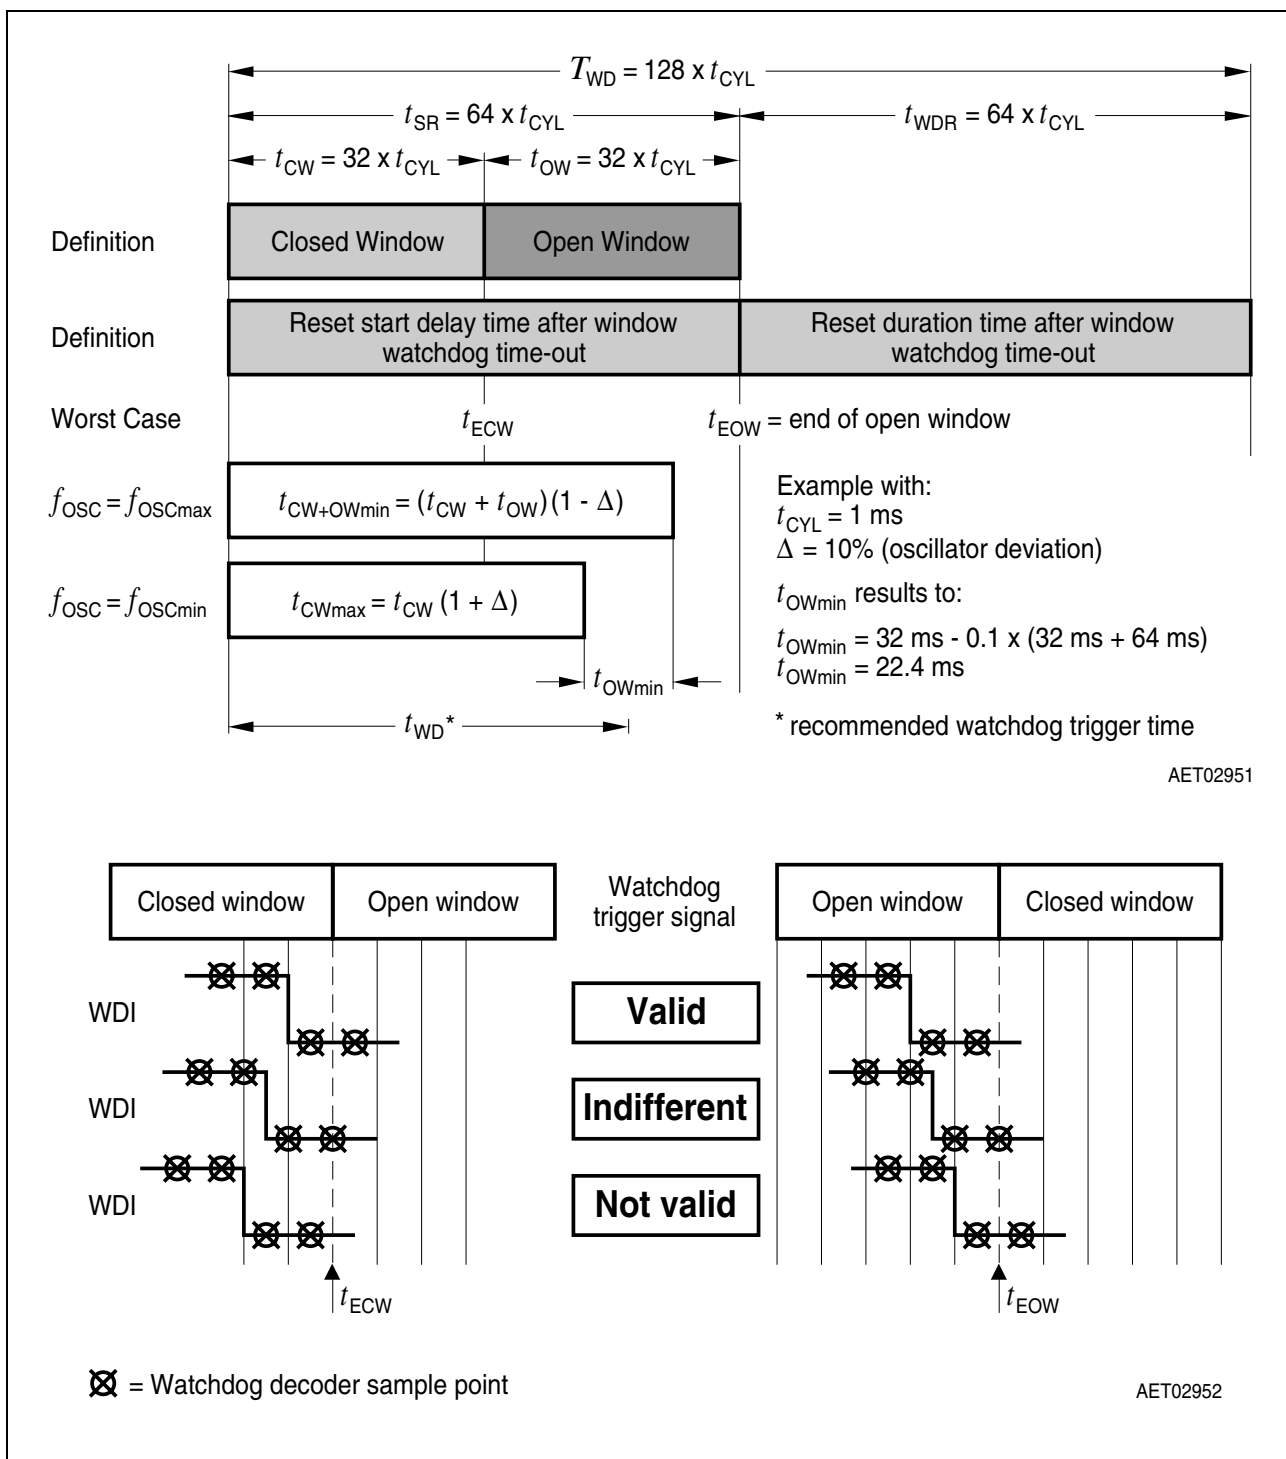 T_WD = 128 x t_CYL
t_SR = 64 x t_CYL
t_WDR = 64 x t_CYL
t_CW = 32 x t_CYL
t_OW = 32 x t_CYL
Definition
Closed Window
Open Window
Definition
Reset start delay time after window
watchdog time-out
Reset duration time after window
watchdog time-out
Worst Case
t_ECW
t_EOW = end of open window
f_OSC = f_OSCmax
t_CW+OWmin = (t_CW + t_OW)(1 - Δ)
f_OSC = f_OSCmin
t_CWmax = t_CW (1 + Δ)
t_OWmin
t_WD*
Example with:
t_CYL = 1 ms
Δ = 10% (oscillator deviation)
t_OWmin results to:
t_OWmin = 32 ms - 0.1 x (32 ms + 64 ms)
t_OWmin = 22.4 ms
* recommended watchdog trigger time
AET02951
Closed window
Open window
Watchdog
trigger signal
Open window
Closed window
WDI
Valid
WDI
Indifferent
WDI
Not valid
t_ECW
t_EOW
= Watchdog decoder sample point
AET02952